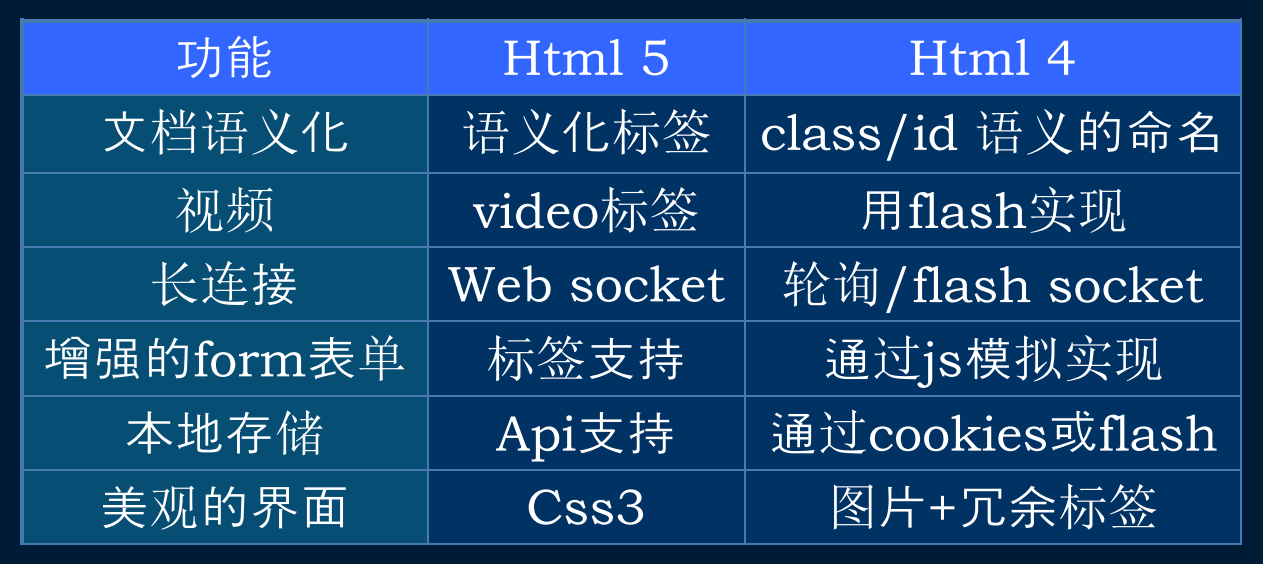 功能 Html 5 Html 4
文档语义化 语义化标签 class/id 语义的命名
视频 video标签 用flash实现
长连接 Web socket 轮询/flash socket
增强的form表单 标签支持 通过js模拟实现
本地存储 Api支持 通过cookies或flash
美观的界面 Css3 图片+冗余标签